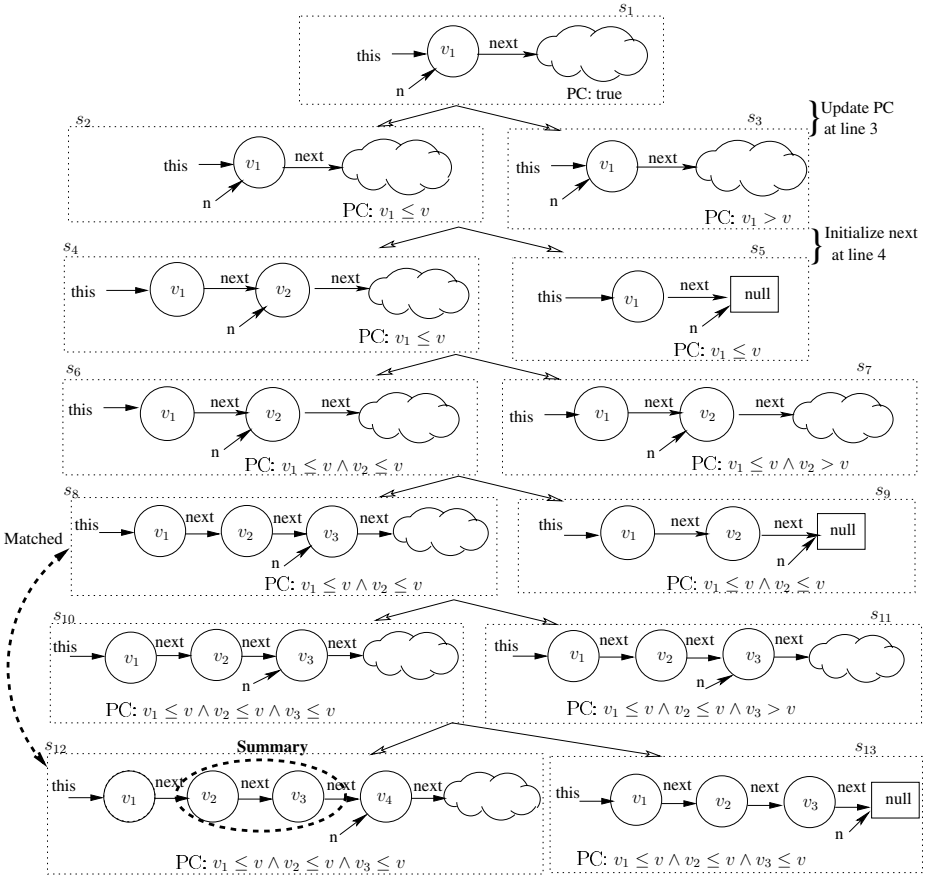 s₁
this v₁ next
n
PC: true
Update PC
at line 3
s₂
this v₁ next
n
PC: v₁ ≤ v
s₃
this v₁ next
n
PC: v₁ > v
Initialize next
at line 4
s₄
this v₁ next v₂ next
n
PC: v₁ ≤ v
s₅
this v₁ next null
n
PC: v₁ ≤ v
s₆
this v₁ next v₂ next
n
PC: v₁ ≤ v ∧ v₂ ≤ v
s₇
this v₁ next v₂ next
n
PC: v₁ ≤ v ∧ v₂ > v
Matched
s₈
this v₁ next v₂ next v₃ next
n
PC: v₁ ≤ v ∧ v₂ ≤ v
s₉
this v₁ next v₂ next null
n
PC: v₁ ≤ v ∧ v₂ ≤ v
s₁₀
this v₁ next v₂ next v₃ next
n
PC: v₁ ≤ v ∧ v₂ ≤ v ∧ v₃ ≤ v
s₁₁
this v₁ next v₂ next v₃ next
n
PC: v₁ ≤ v ∧ v₂ ≤ v ∧ v₃ > v
s₁₂
Summary
this v₁ next v₂ next v₃ next v₄ next
n
PC: v₁ ≤ v ∧ v₂ ≤ v ∧ v₃ ≤ v
s₁₃
this v₁ next v₂ next v₃ next null
n
PC: v₁ ≤ v ∧ v₂ ≤ v ∧ v₃ ≤ v